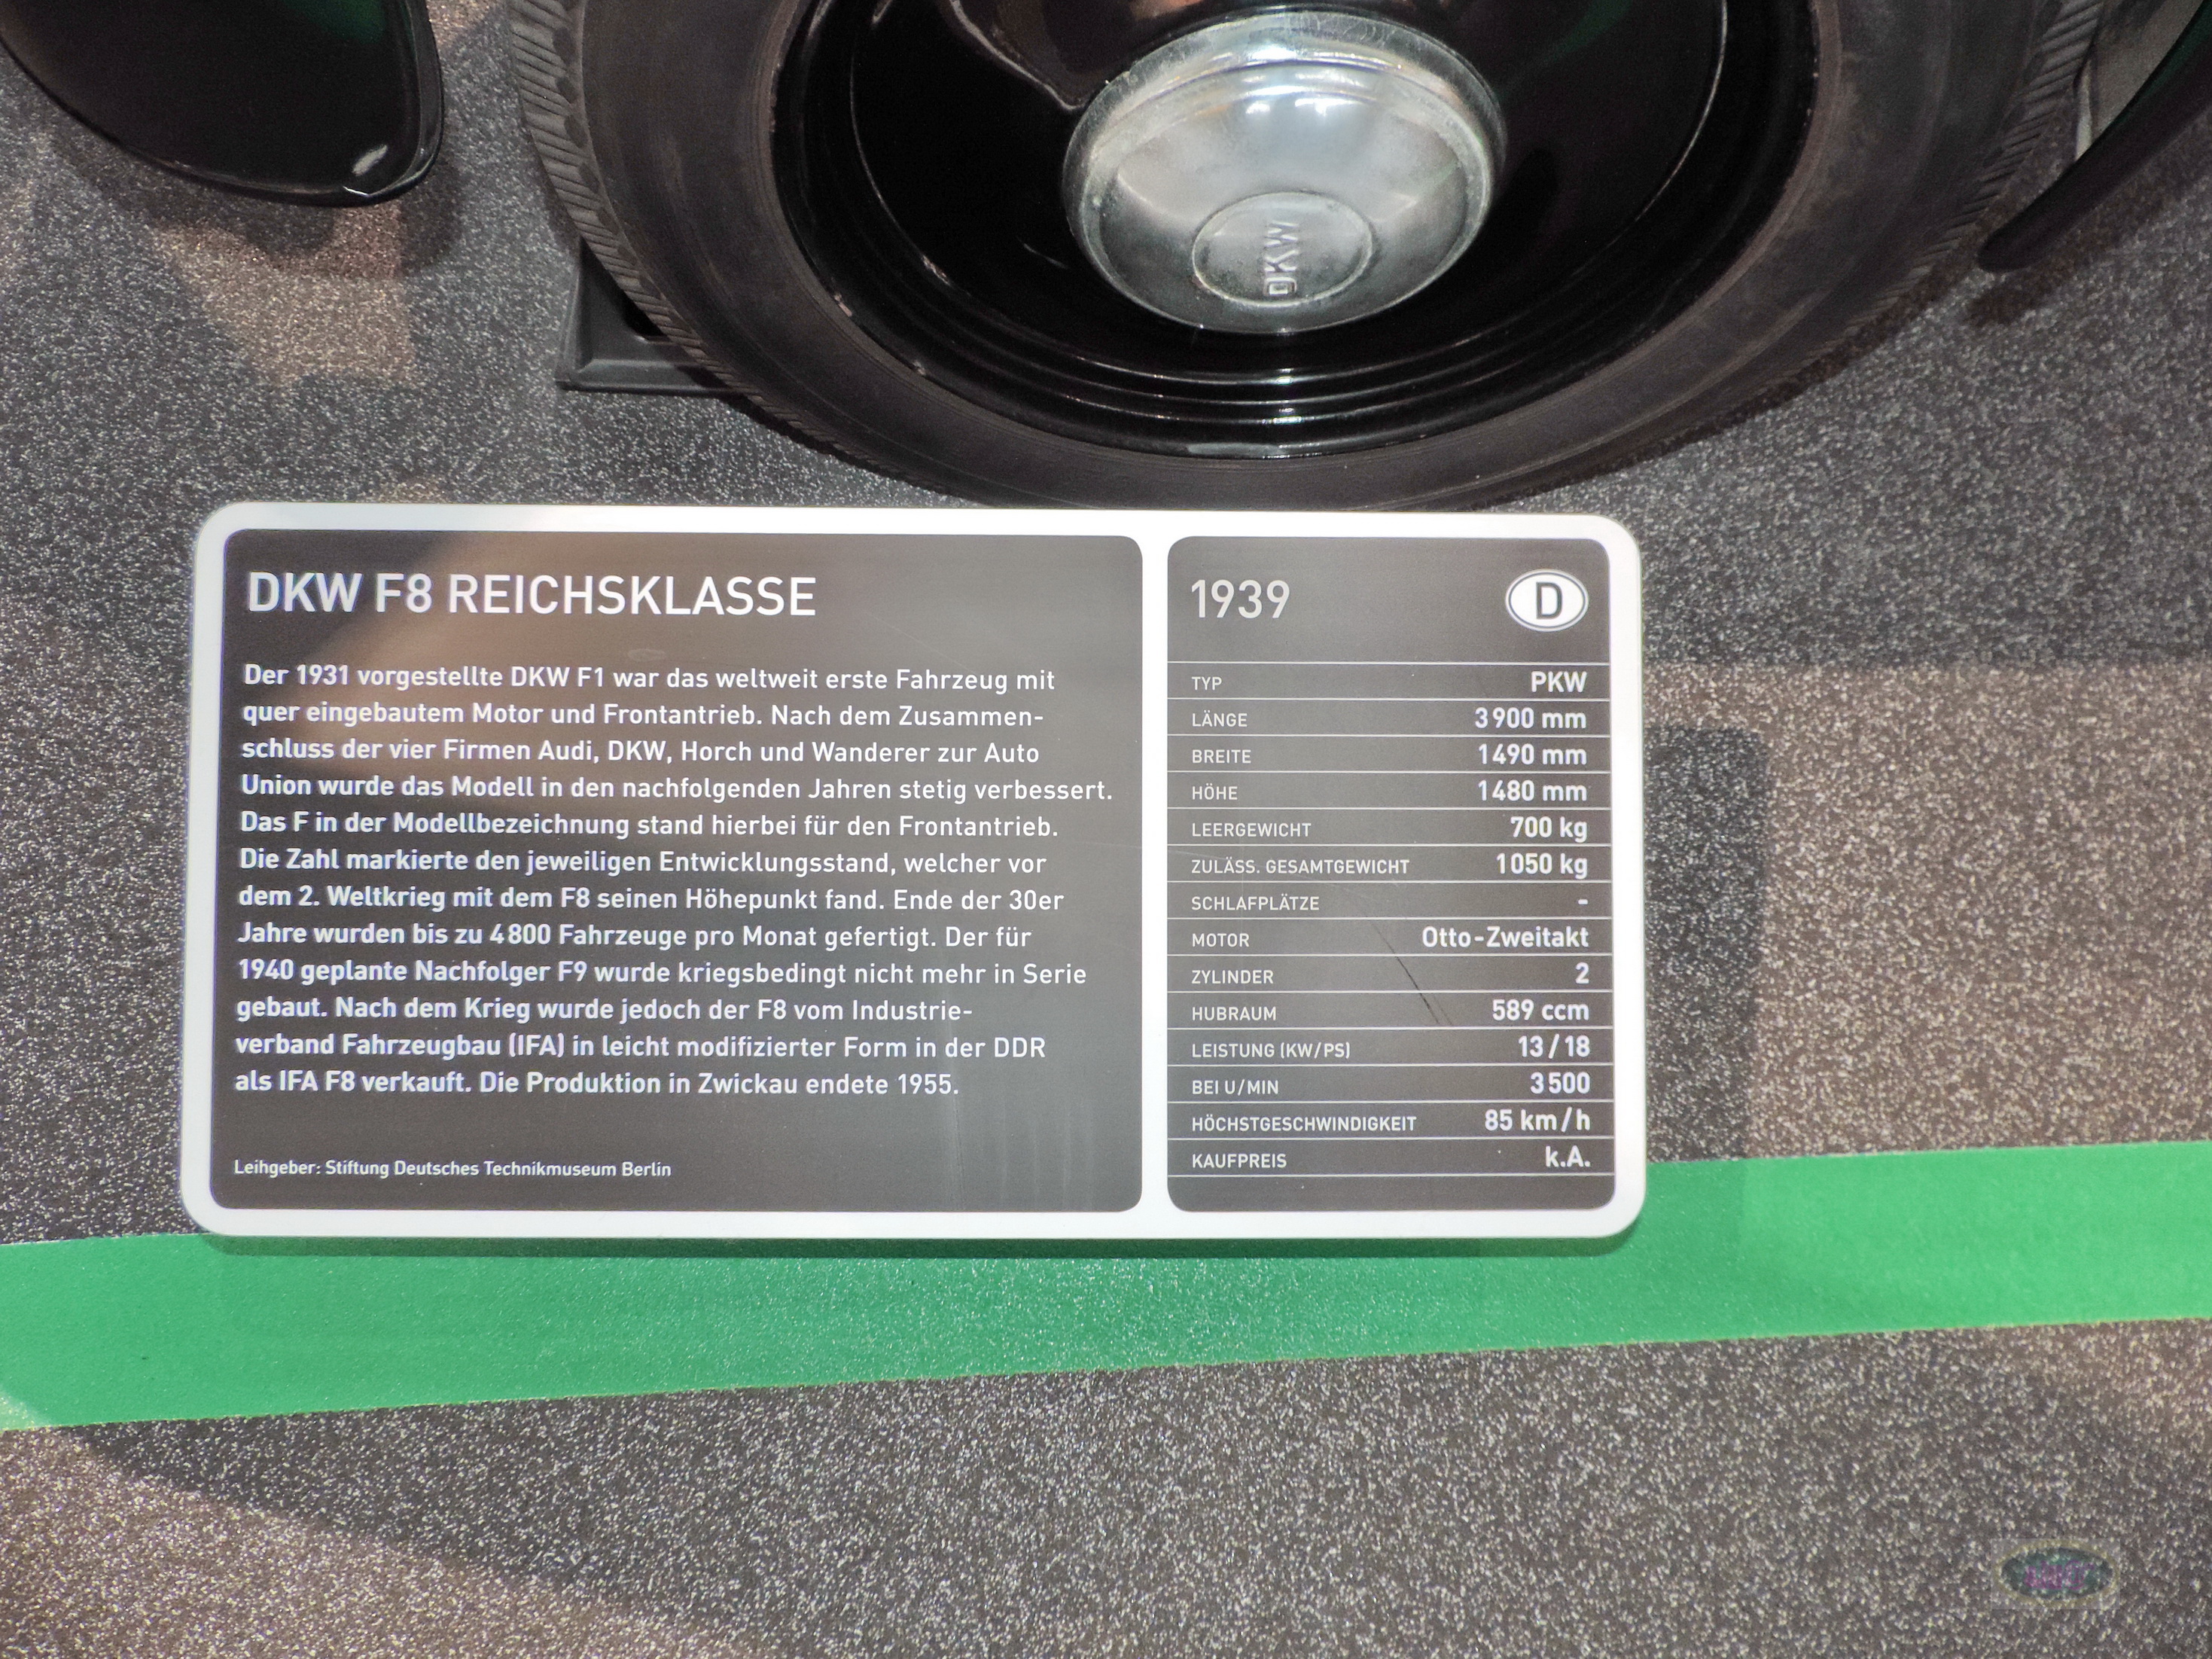 DKW
DKW F8 REICHSKLASSE
Der 1931 vorgestellte DKW F1 war das weltweit erste Fahrzeug mit
quer eingebautem Motor und Frontantrieb. Nach dem Zusammen-
schluss der vier Firmen Audi, DKW, Horch und Wanderer zur Auto
Union wurde das Modell in den nachfolgenden Jahren stetig verbessert.
Das F in der Modellbezeichnung stand hierbei für den Frontantrieb.
Die Zahl markierte den jeweiligen Entwicklungsstand, welcher vor
dem 2. Weltkrieg mit dem F8 seinen Höhepunkt fand. Ende der 30er
Jahre wurden bis zu 4800 Fahrzeuge pro Monat gefertigt. Der für
1940 geplante Nachfolger F9 wurde kriegsbedingt nicht mehr in Serie
gebaut. Nach dem Krieg wurde jedoch der F8 vom Industrie-
verband Fahrzeugbau (IFA) in leicht modifizierter Form in der DDR
als IFA F8 verkauft. Die Produktion in Zwickau endete 1955.
Leihgeber: Stiftung Deutsches Technikmuseum Berlin
1939 D
TYP PKW
LÄNGE 3900 mm
BREITE 1490 mm
HÖHE 1480 mm
LEERGEWICHT 700 kg
ZULÄSS. GESAMTGEWICHT 1050 kg
SCHLAFPLÄTZE -
MOTOR Otto-Zweitakt
ZYLINDER 2
HUBRAUM 589 ccm
LEISTUNG (KW/PS) 13/18
BEI U/MIN 3500
HÖCHSTGESCHWINDIGKEIT 85 km/h
KAUFPREIS k.A.